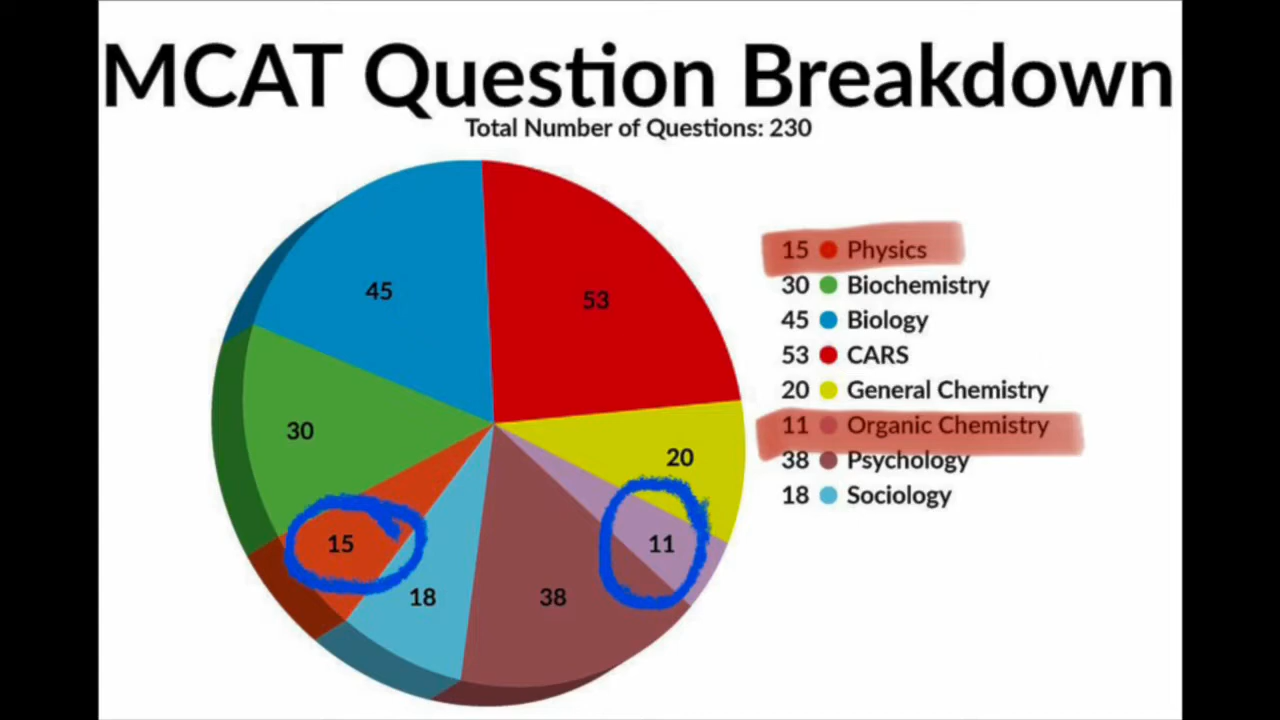 MCAT Question Breakdown
Total Number of Questions: 230
45
53
30
20
15
11
18
38
15 Physics
30 Biochemistry
45 Biology
53 CARS
20 General Chemistry
11 Organic Chemistry
38 Psychology
18 Sociology